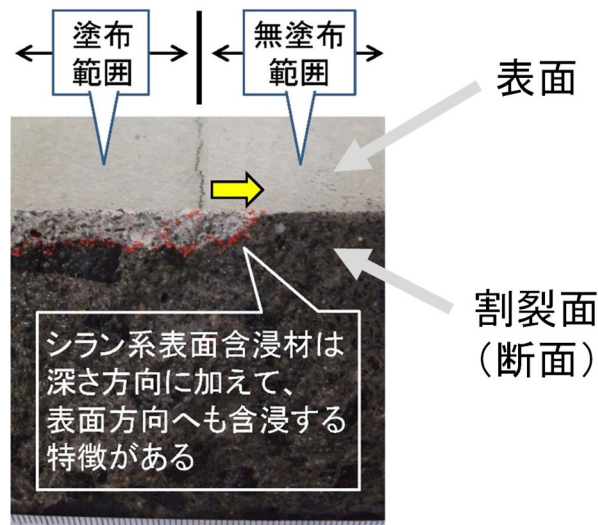 塗布
範囲
無塗布
範囲
表面
割裂面
（断面）
シラン系表面含浸材は
深さ方向に加えて、
表面方向へも含浸する
特徴がある